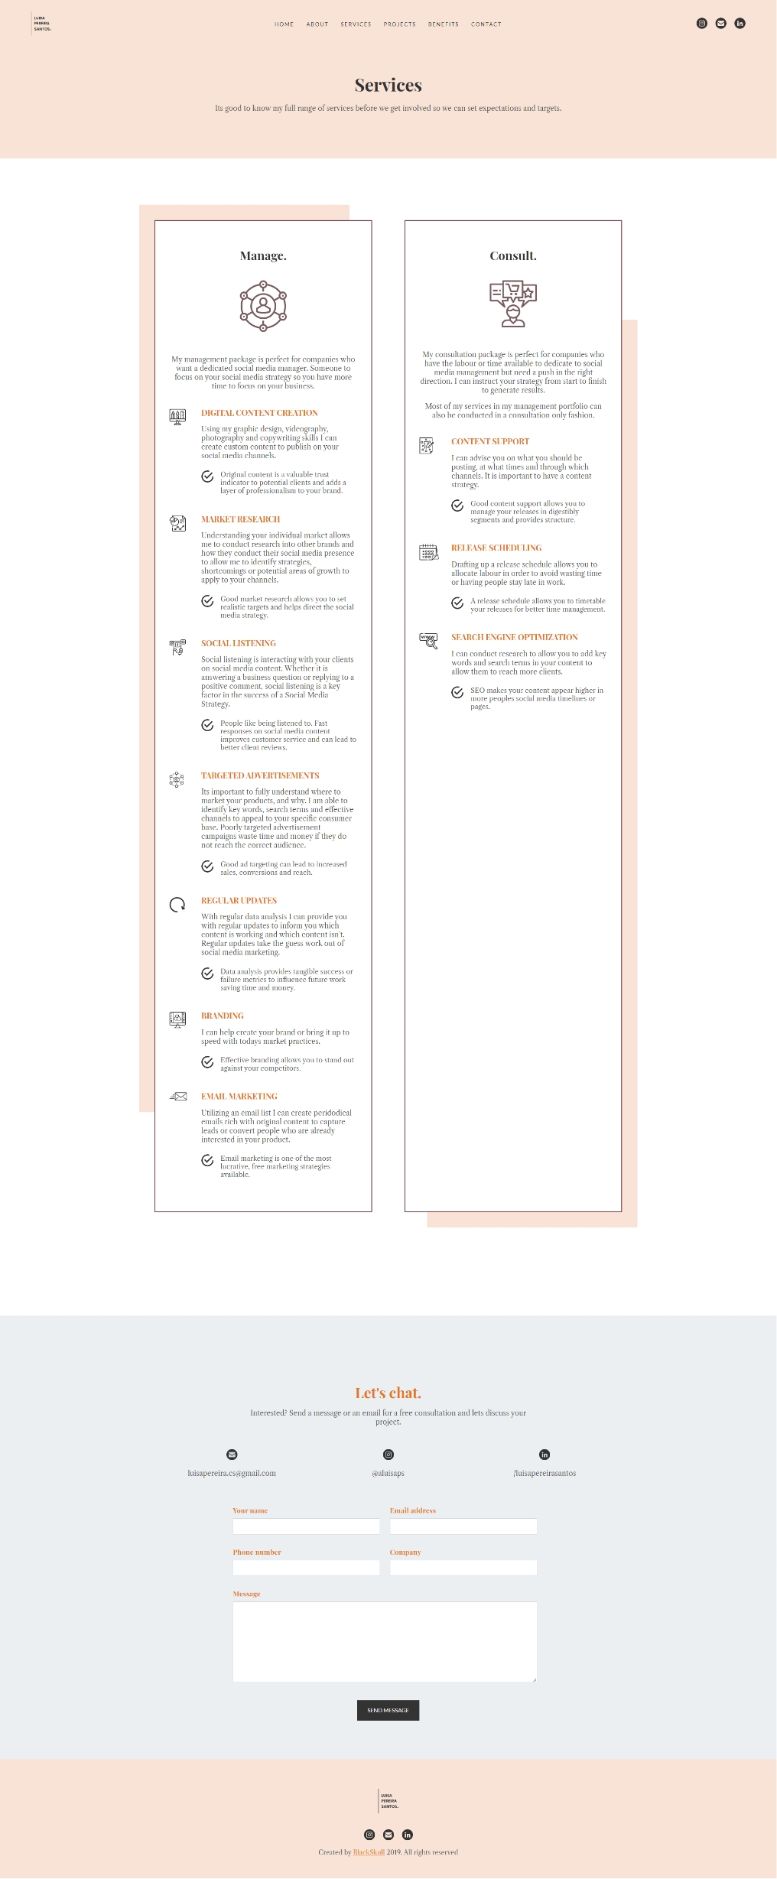 LUISA
PEREIRA
SANTOS.
HOME ABOUT SERVICES PROJECTS BENEFITS CONTACT
Services
Its good to know my full range of services before we get involved so we can set expectations and targets.
Manage.
My management package is perfect for companies who
want a dedicated social media manager. Someone to
focus on your social media strategy so you have more
time to focus on your business.
DIGITAL CONTENT CREATION
Using my graphic design, videography,
photography and copywriting skills I can
create custom content to publish on your
social media channels.
Original content is a valuable trust
indicator to potential clients and adds a
layer of professionalism to your brand.
MARKET RESEARCH
Understanding your individual market allows
me to conduct research into other brands and
how they conduct their social media presence
to allow me to identify strategies,
shortcomings or potential areas of growth to
apply to your channels.
Good market research allows you to set
realistic targets and helps direct the social
media strategy.
SOCIAL LISTENING
Social listening is interacting with your clients
on social media content. Whether it is
answering a business question or replying to a
positive comment, social listening is a key
factor in the success of a Social Media
Strategy.
People like being listened to. Fast
responses on social media content
improves customer service and can lead to
better client reviews.
TARGETED ADVERTISEMENTS
Its important to fully understand where to
market your products, and why. I am able to
identify key words, search terms and effective
channels to appeal to your specific consumer
base. Poorly targeted advertisement
campaigns waste time and money if they do
not reach the correct audience.
Good ad targeting can lead to increased
sales, conversions and reach.
REGULAR UPDATES
With regular data analysis I can provide you
with regular updates to inform you which
content is working and which content isn't.
Regular updates take the guess work out of
social media marketing.
Data analysis provides tangible success or
failure metrics to influence future work
saving time and money.
BRANDING
I can help create your brand or bring it up to
speed with todays market practices.
Effective branding allows you to stand out
against your competitors.
EMAIL MARKETING
Utilizing an email list I can create peridodical
emails rich with original content to capture
leads or convert people who are already
interested in your product.
Email marketing is one of the most
lucrative, free marketing strategies
available.
Consult.
My consultation package is perfect for companies who
have the labour or time available to dedicate to social
media management but need a push in the right
direction. I can instruct your strategy from start to finish
to generate results.
Most of my services in my management portfolio can
also be conducted in a consultation only fashion.
CONTENT SUPPORT
I can advise you on what you should be
posting, at what times and through which
channels. It is important to have a content
strategy.
Good content support allows you to
manage your releases in digestibly
segments and provides structure.
RELEASE SCHEDULING
Drafting up a release schedule allows you to
allocate labour in order to avoid wasting time
or having people stay late in work.
A release schedule allows you to timetable
your releases for better time management.
SEARCH ENGINE OPTIMIZATION
I can conduct research to allow you to add key
words and search terms in your content to
allow them to reach more clients.
SEO makes your content appear higher in
more peoples social media timelines or
pages.
Let's chat.
Interested? Send a message or an email for a free consultation and lets discuss your
project.
luisapereira.cs@gmail.com @aluisaps /luisapereirasantos
Your name Email address
Phone number Company
Message
SEND MESSAGE
LUISA
PEREIRA
SANTOS.
Created by BlackSkull 2019. All rights reserved